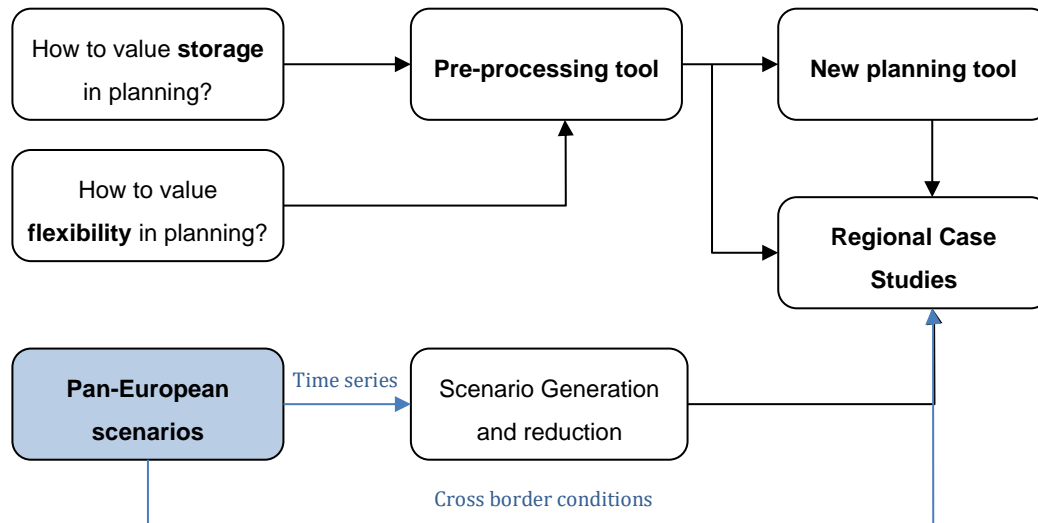 How to value storage
in planning?
Pre-processing tool
New planning tool
How to value
flexibility in planning?
Regional Case
Studies
Pan-European
scenarios
Time series
Scenario Generation
and reduction
Cross border conditions